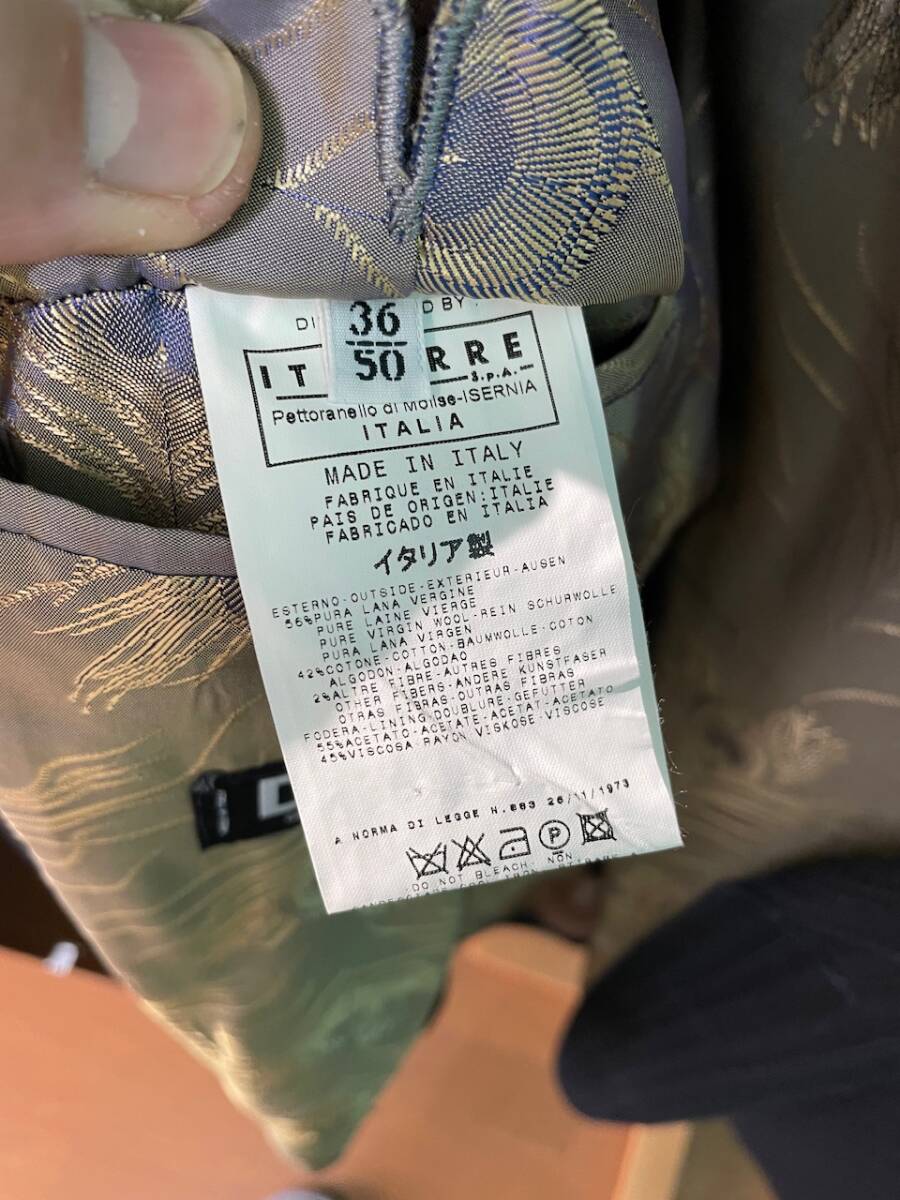 36
50
DI D BY:
IT RRE
S.p.A.
Pettoranello di Molise-ISERNIA
ITALIA
MADE IN ITALY
FABRIQUE EN ITALIE
PAIS DE ORIGEN:ITALIE
FABRICADO EN ITALIA
イタリア製
ESTERNO-OUTSIDE-EXTERIEUR-AUSEN
56%PURA LANA VERGINE
PURE LAINE VIERGE
PURE VIRGIN WOOL-REIN SCHURWOLLE
PURA LANA VIRGEN
42%COTONE-COTTON-BAUMWOLLE-COTON
ALGODON-ALGODAO
2%ALTRE FIBRE-AUTRES FIBRES
OTHER FIBERS-ANDERE KUNSTFASER
OTRAS FIBRAS-OUTRAS FIBRAS
FODERA-LINING-DOUBLURE-GEFUTTER
55%ACETATO-ACETATE-ACETAT-ACETATO
45%VISCOSA RAYON VISKOSE-VISCOSE
A NORMA DI LEGGE N.883 26/11/1973
P
DO NOT BLEACH. NON